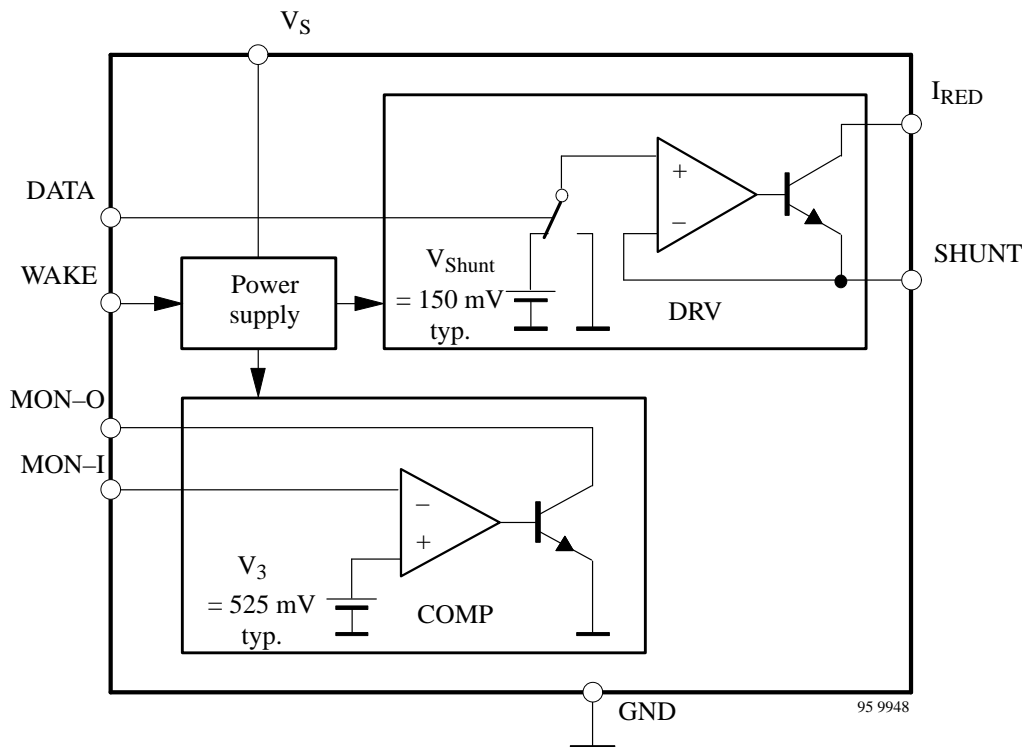 V_S
I_RED
DATA
WAKE
SHUNT
Power
supply
V_Shunt
= 150 mV
typ.
+
−
DRV
MON–O
MON–I
−
+
V_3
= 525 mV
typ.
COMP
GND
95 9948